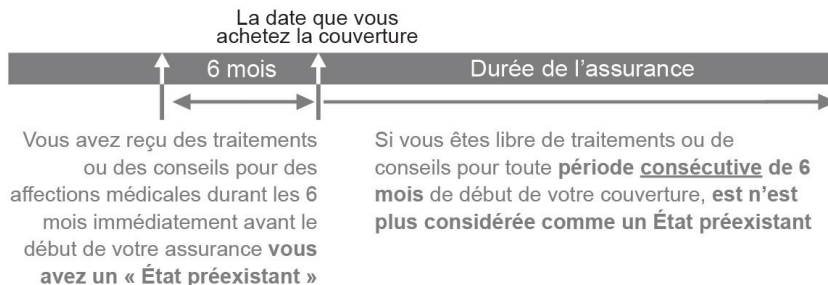 La date que vous
achetez la couverture
6 mois
Durée de l’assurance
Vous avez reçu des traitements
ou des conseils pour des
affections médicales durant les 6
mois immédiatement avant le
début de votre assurance vous
avez un « État préexistant »
Si vous êtes libre de traitements ou de
conseils pour toute période consécutive de 6
mois de début de votre couverture, est n’est
plus considérée comme un État préexistant